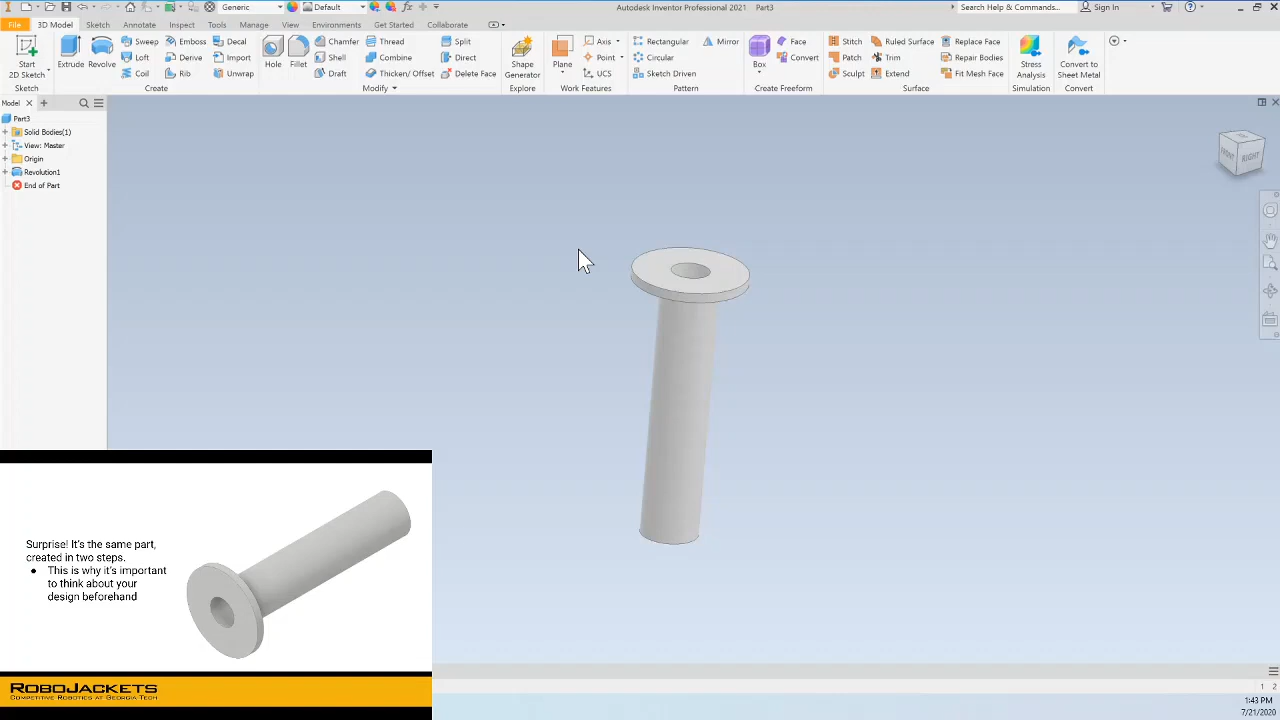 Generic
Default
Autodesk Inventor Professional 2021 Part3
Search Help & Commands...
Sign In
File
3D Model
Sketch
Annotate
Inspect
Tools
Manage
View
Environments
Get Started
Collaborate
Start
2D Sketch
Sketch
Extrude
Revolve
Sweep
Loft
Coil
Emboss
Derive
Rib
Decal
Import
Unwrap
Create
Hole
Fillet
Chamfer
Shell
Draft
Thread
Combine
Thicken/ Offset
Split
Direct
Delete Face
Modify
Shape
Generator
Explore
Plane
Axis
Point
UCS
Work Features
Rectangular
Circular
Sketch Driven
Mirror
Pattern
Box
Face
Convert
Create Freeform
Stitch
Patch
Sculpt
Ruled Surface
Trim
Extend
Replace Face
Repair Bodies
Fit Mesh Face
Surface
Stress
Analysis
Simulation
Convert to
Sheet Metal
Convert
Model
Part3
Solid Bodies(1)
View: Master
Origin
Revolution1
End of Part
FRONT
RIGHT
Surprise! It's the same part,
created in two steps.
● This is why it's important
to think about your
design beforehand
ROBOJACKETS
COMPETITIVE ROBOTICS AT GEORGIA TECH
1 2
1:43 PM
7/21/2020